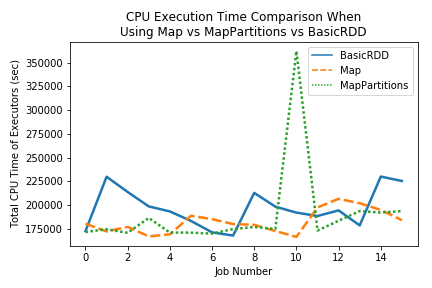 CPU Execution Time Comparison When
Using Map vs MapPartitions vs BasicRDD
BasicRDD
Map
MapPartitions
Total CPU Time of Executors (sec)
350000
325000
300000
275000
250000
225000
200000
175000
0 2 4 6 8 10 12 14
Job Number